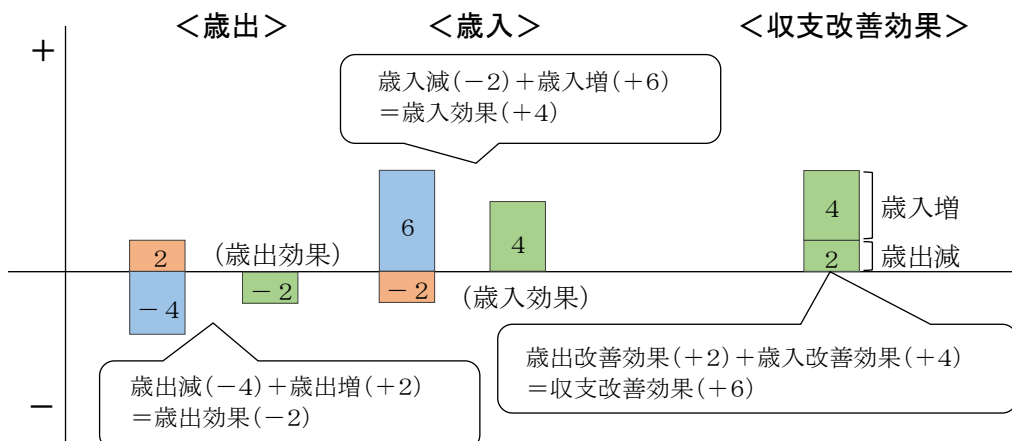 ＜歳出＞
＜歳入＞
＜収支改善効果＞
＋
歳入減(－2)＋歳入増(＋6)
＝歳入効果(＋4)
2
－4
(歳出効果)
－2
6
－2
4
(歳入効果)
4
2
歳入増
歳出減
歳出減(－4)＋歳出増(＋2)
＝歳出効果(－2)
歳出改善効果(＋2)＋歳入改善効果(＋4)
＝収支改善効果(＋6)
－